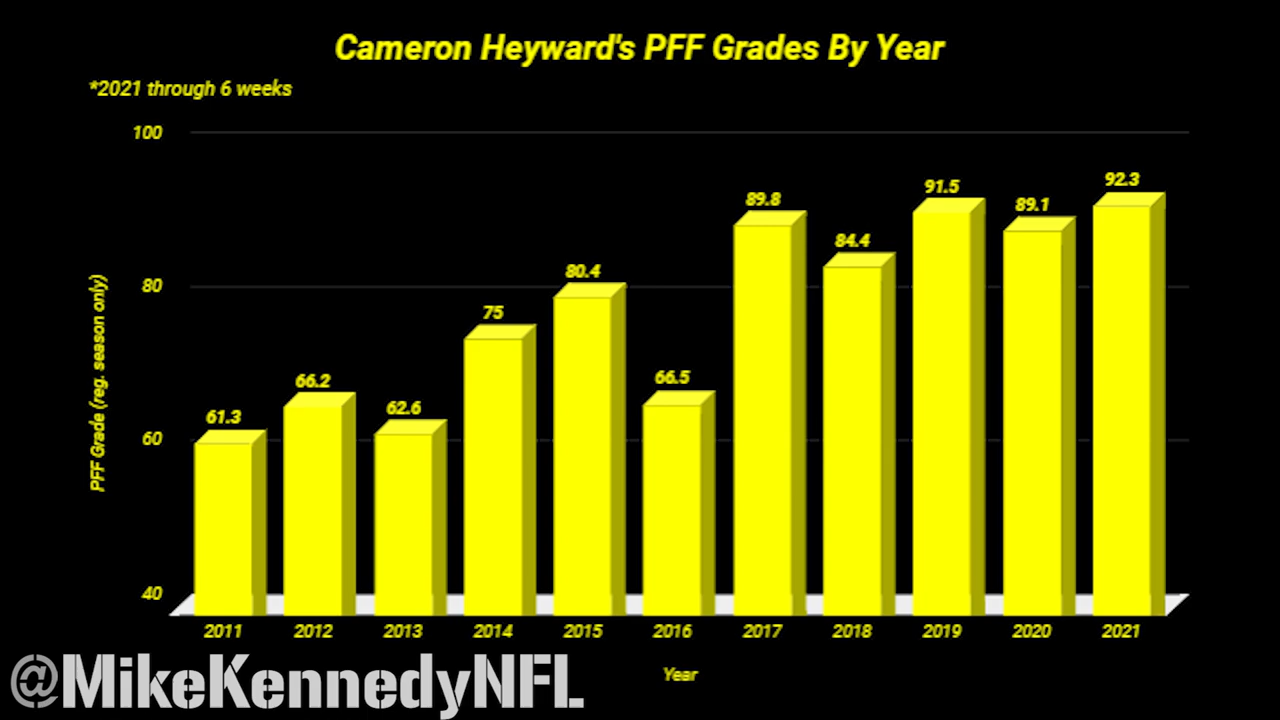 Cameron Heyward's PFF Grades By Year
*2021 through 6 weeks
100
80
60
40
PFF Grade (reg. season only)
61.3
66.2
62.6
75
80.4
66.5
89.8
84.4
91.5
89.1
92.3
2011 2012 2013 2014 2015 2016 2017 2018 2019 2020 2021
Year
@MikeKennedyNFL